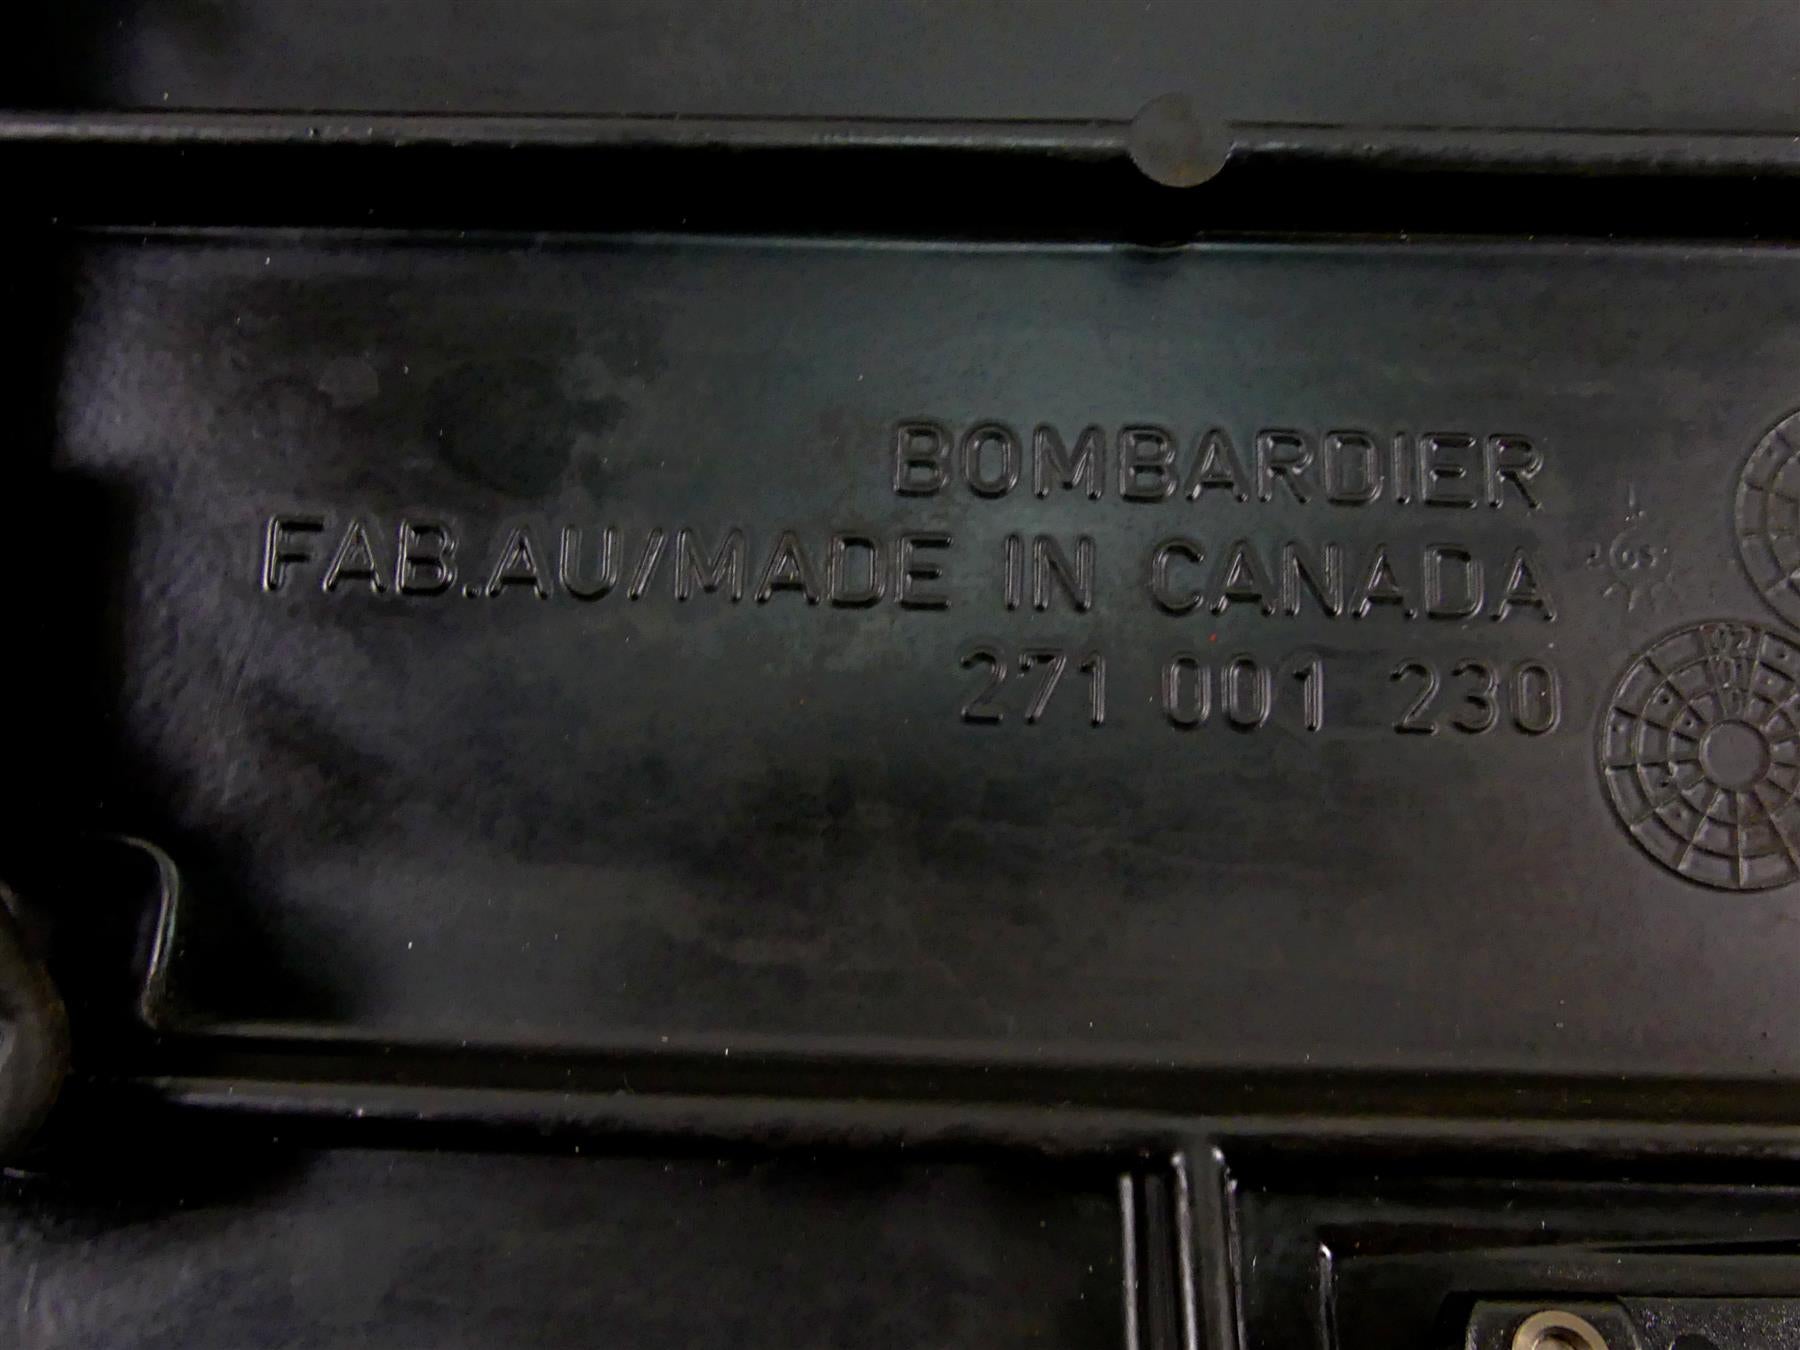 BOMBARDIER
FAB.AU/MADE IN CANADA
271 001 230